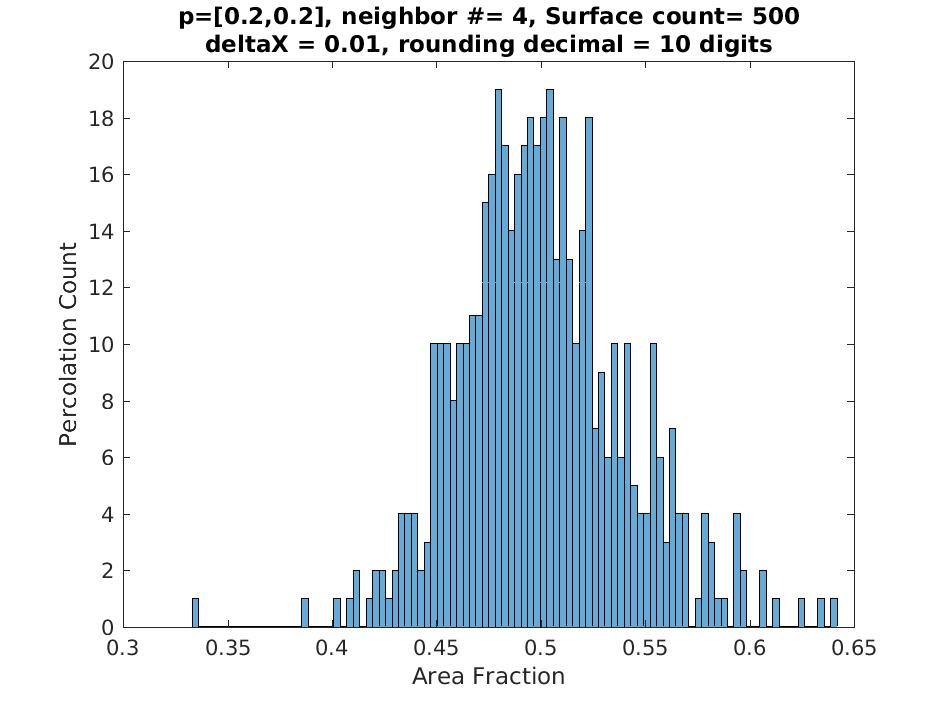 p=[0.2,0.2], neighbor #= 4, Surface count= 500
deltaX = 0.01, rounding decimal = 10 digits
20
18
16
14
12
10
8
6
4
2
0
Percolation Count
0.3 0.35 0.4 0.45 0.5 0.55 0.6 0.65
Area Fraction